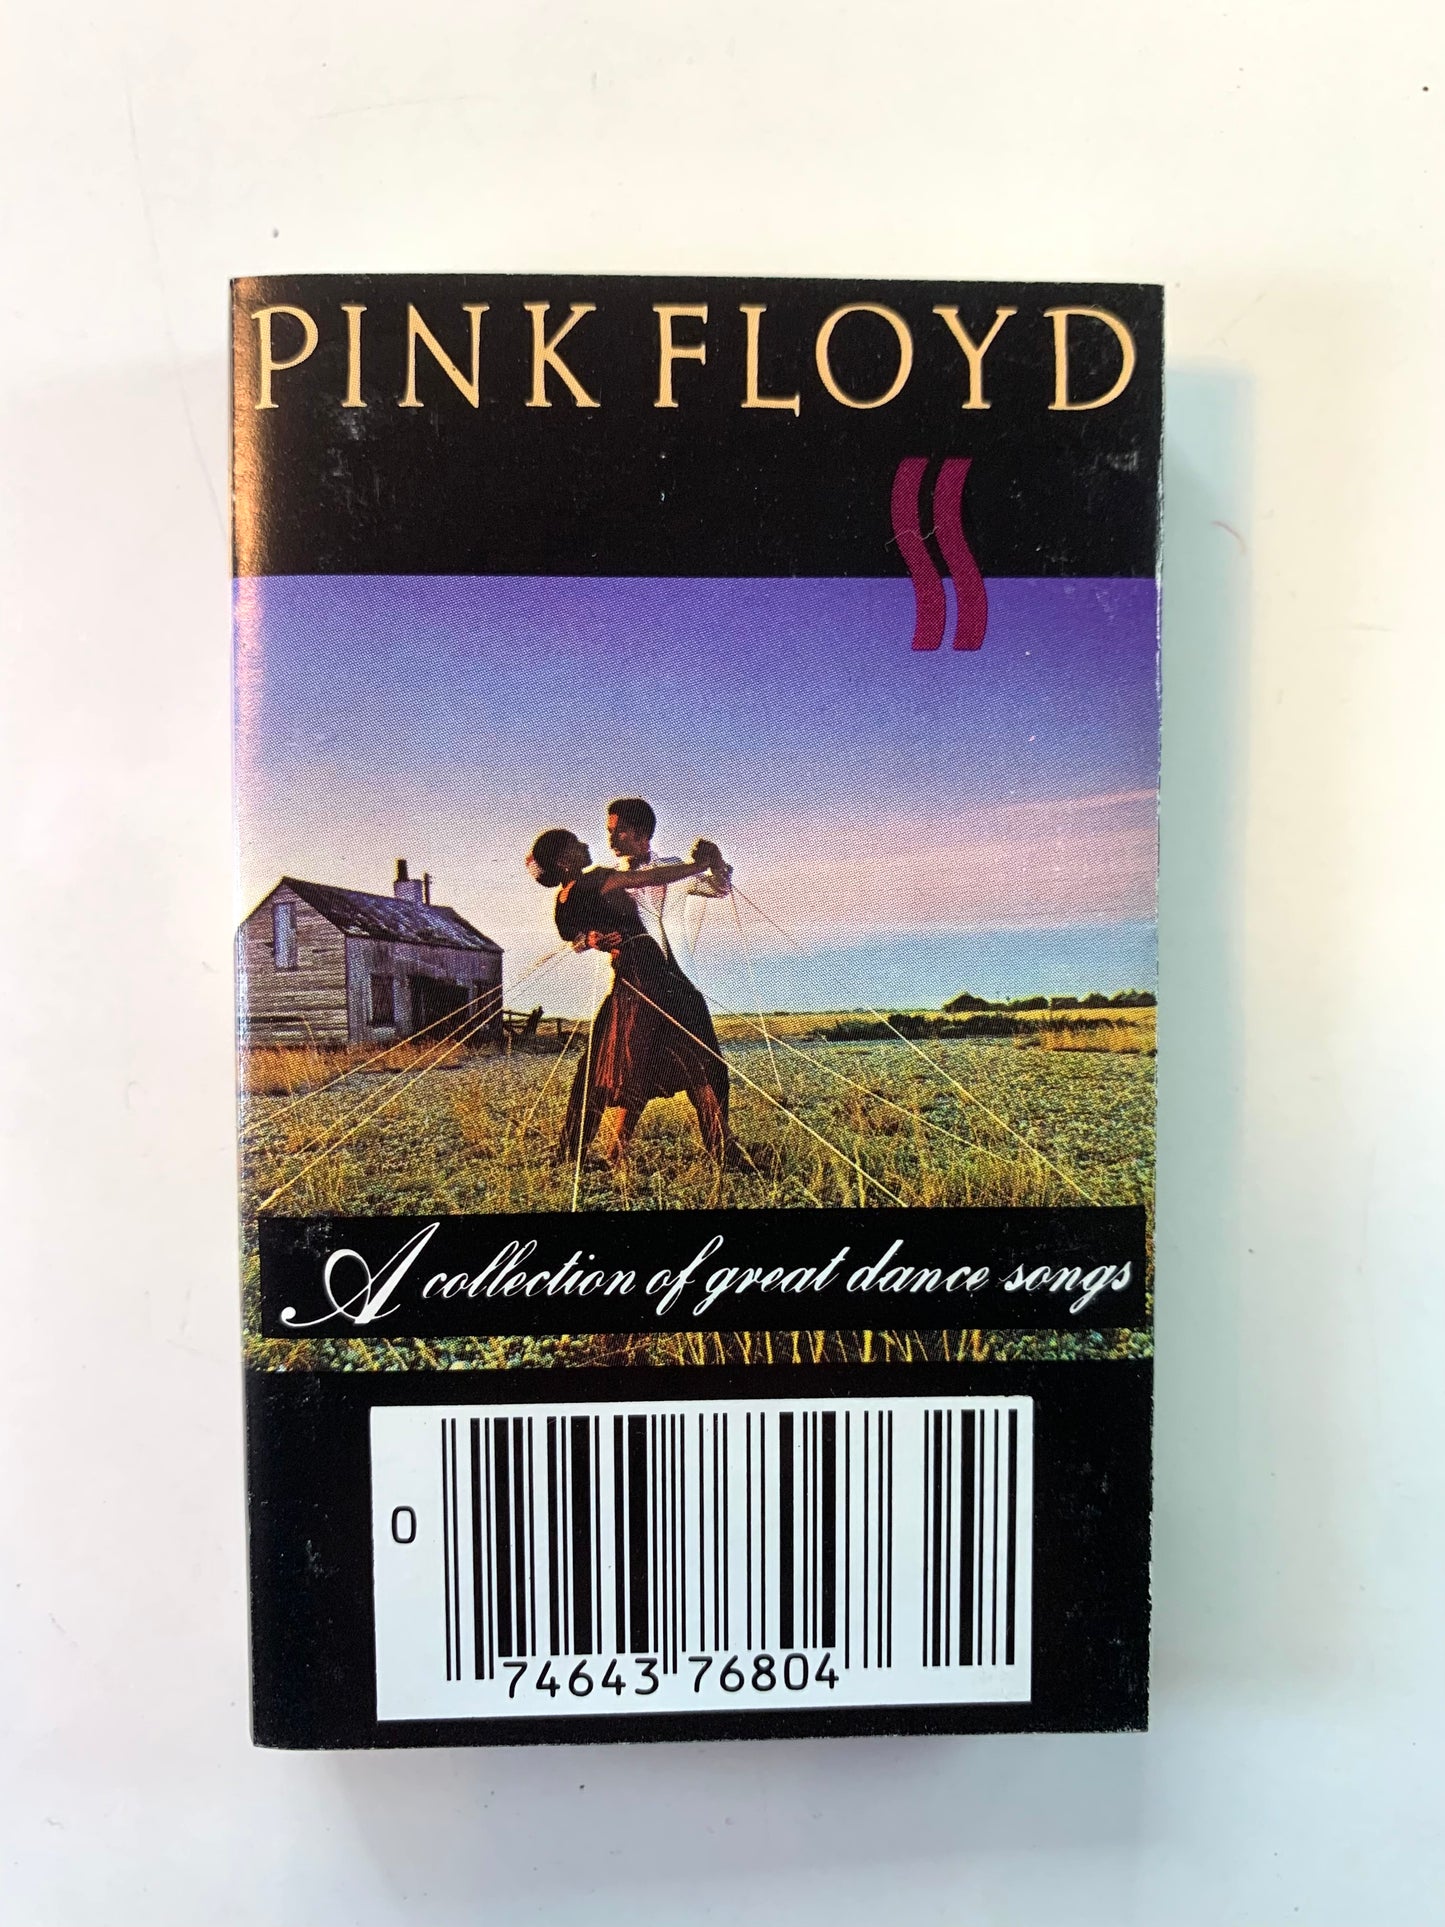 PINK FLOYD
A collection of great dance songs
0
74643 76804